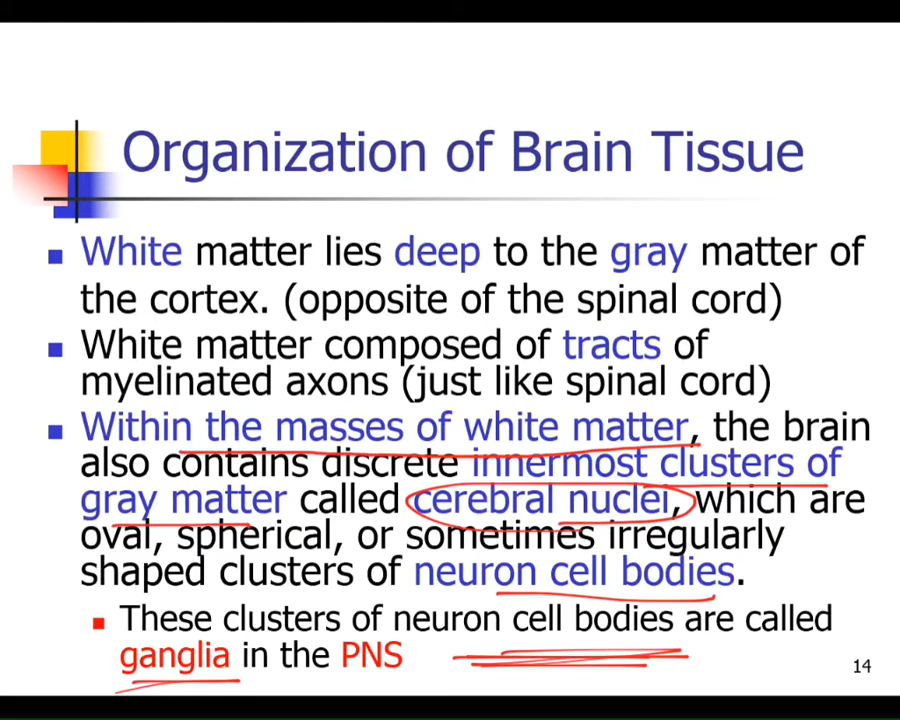 Organization of Brain Tissue
White matter lies deep to the gray matter of
the cortex. (opposite of the spinal cord)
White matter composed of tracts of
myelinated axons (just like spinal cord)
Within the masses of white matter, the brain
also contains discrete innermost clusters of
gray matter called cerebral nuclei, which are
oval, spherical, or sometimes irregularly
shaped clusters of neuron cell bodies.
These clusters of neuron cell bodies are called
ganglia in the PNS
14